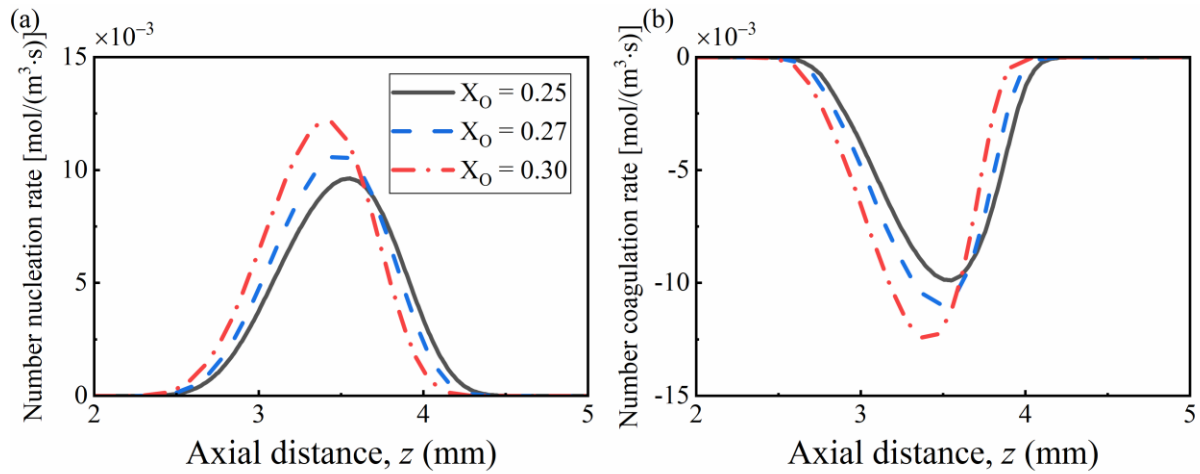 (a)
×10⁻³
Number nucleation rate [mol/(m³·s)]
15
10
5
0
X_O = 0.25
X_O = 0.27
X_O = 0.30
2 3 4 5
Axial distance, z (mm)
(b)
×10⁻³
Number coagulation rate [mol/(m³·s)]
0
-5
-10
-15
2 3 4 5
Axial distance, z (mm)